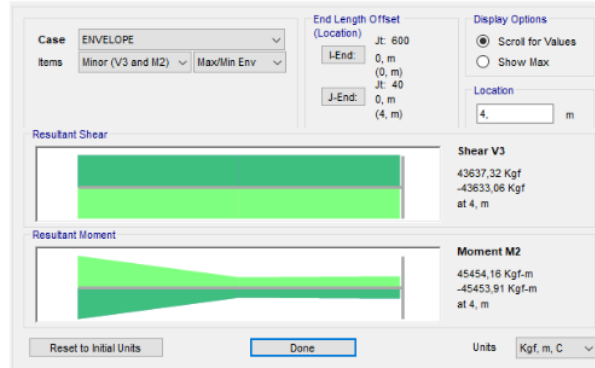 Case ENVELOPE
Items Minor (V3 and M2) Max/Min Env
End Length Offset
(Location)
Jt: 600
I-End: 0, m
(0, m)
Jt: 40
J-End: 0, m
(4, m)
Display Options
Scroll for Values
Show Max
Location
4, m
Resultant Shear
Shear V3
43637,32 Kgf
-43633,06 Kgf
at 4, m
Resultant Moment
Moment M2
45454,16 Kgf-m
-45453,91 Kgf-m
at 4, m
Reset to Initial Units Done Units Kgf, m, C